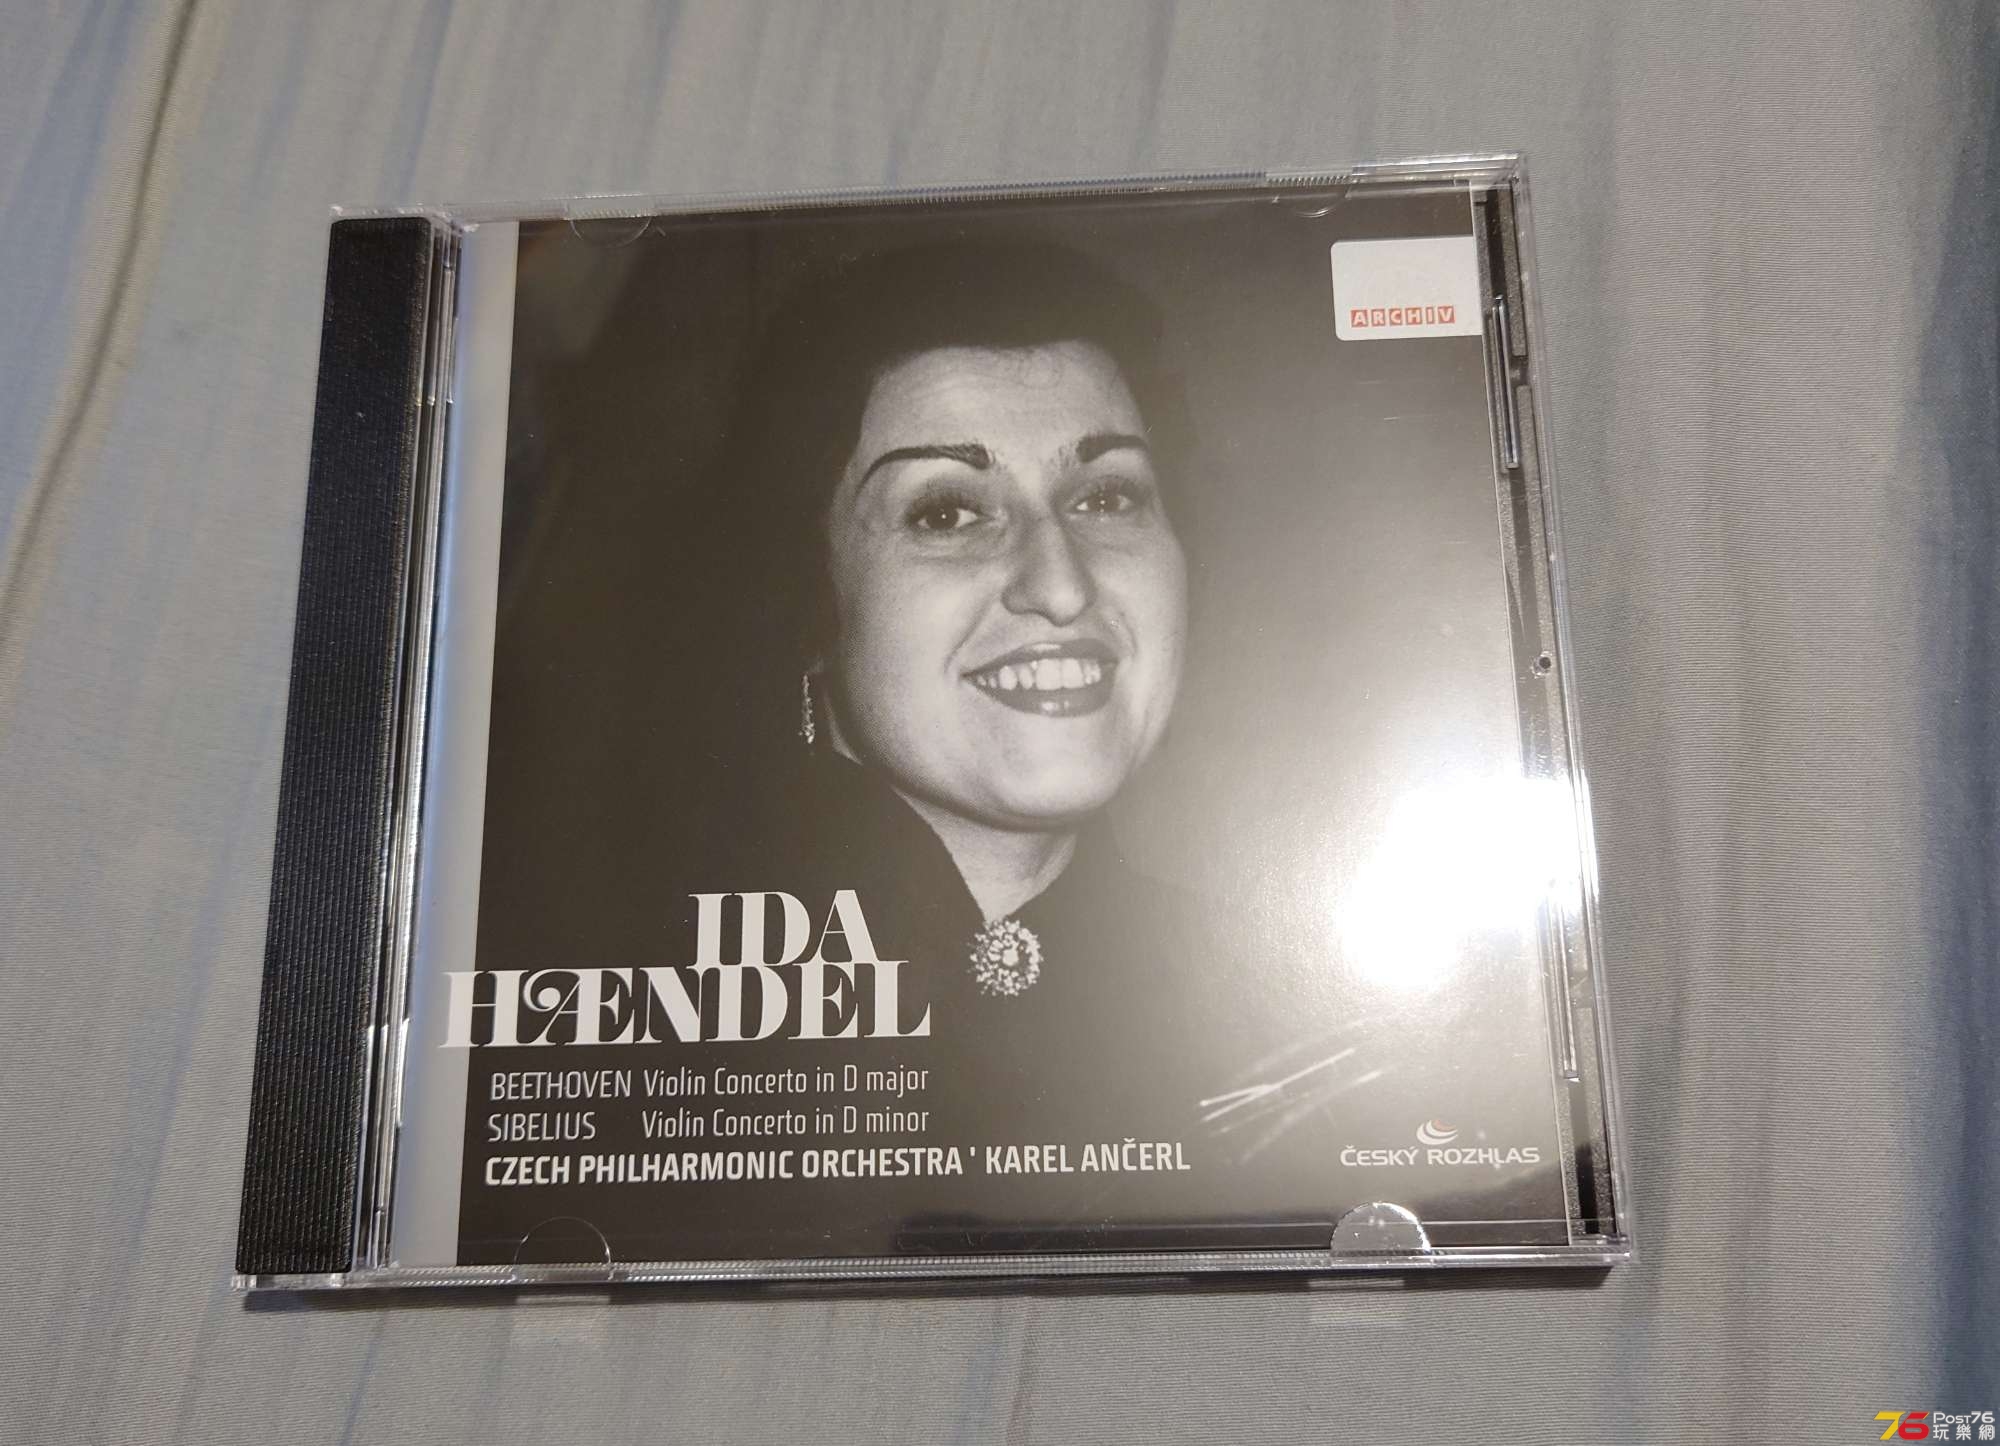 ARCHIV
IDA
HÆNDEL
BEETHOVEN Violin Concerto in D major
SIBELIUS Violin Concerto in D minor
CZECH PHILHARMONIC ORCHESTRA ' KAREL ANČERL
ČESKÝ ROZHLAS
76 Post76
玩樂網